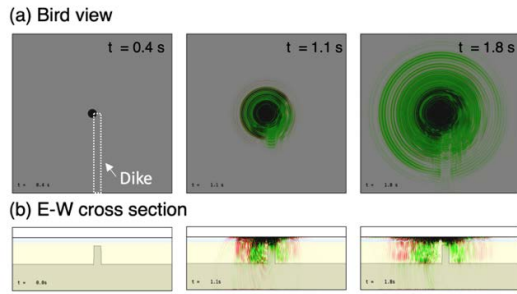 (a) Bird view
t = 0.4 s
t = 1.1 s
t = 1.8 s
Dike
t = 0.4 s
t = 1.1 s
t = 1.8 s
(b) E-W cross section
t = 0.0s
t = 1.1s
t = 1.8s